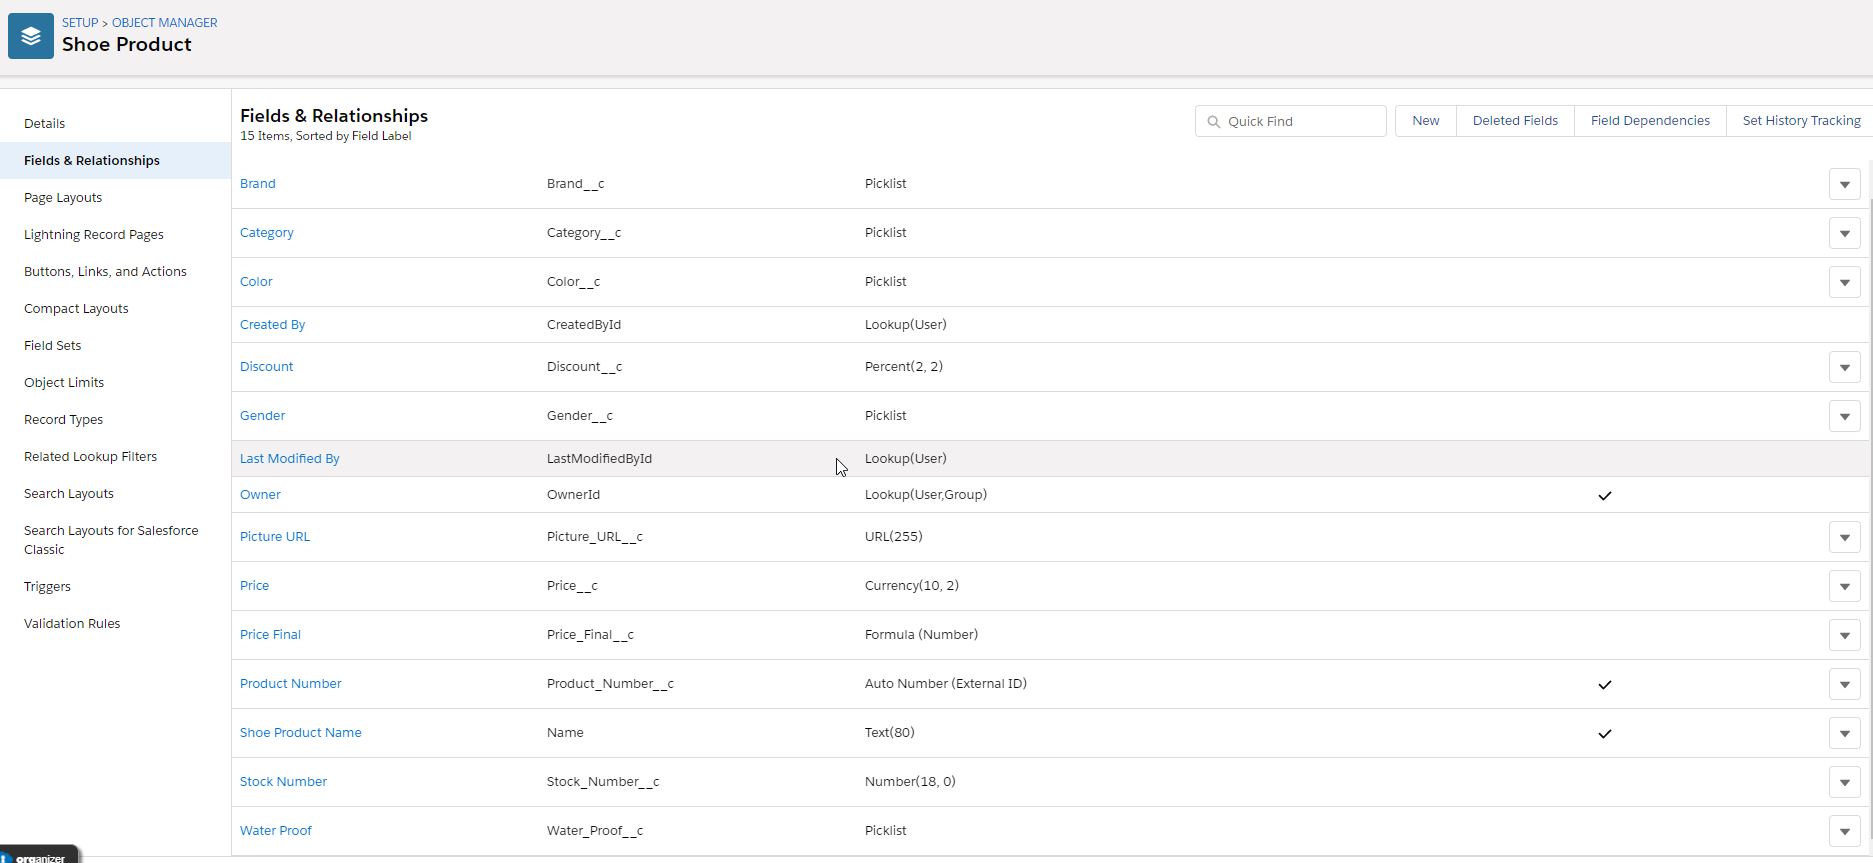 SETUP > OBJECT MANAGER
Shoe Product
Details
Fields & Relationships
Page Layouts
Lightning Record Pages
Buttons, Links, and Actions
Compact Layouts
Field Sets
Object Limits
Record Types
Related Lookup Filters
Search Layouts
Search Layouts for Salesforce
Classic
Triggers
Validation Rules
Fields & Relationships
15 Items, Sorted by Field Label
Quick Find
New
Deleted Fields
Field Dependencies
Set History Tracking
Brand Brand__c Picklist
Category Category__c Picklist
Color Color__c Picklist
Created By CreatedById Lookup(User)
Discount Discount__c Percent(2, 2)
Gender Gender__c Picklist
Last Modified By LastModifiedById Lookup(User)
Owner OwnerId Lookup(User,Group)
Picture URL Picture_URL__c URL(255)
Price Price__c Currency(10, 2)
Price Final Price_Final__c Formula (Number)
Product Number Product_Number__c Auto Number (External ID)
Shoe Product Name Name Text(80)
Stock Number Stock_Number__c Number(18, 0)
Water Proof Water_Proof__c Picklist
organizer